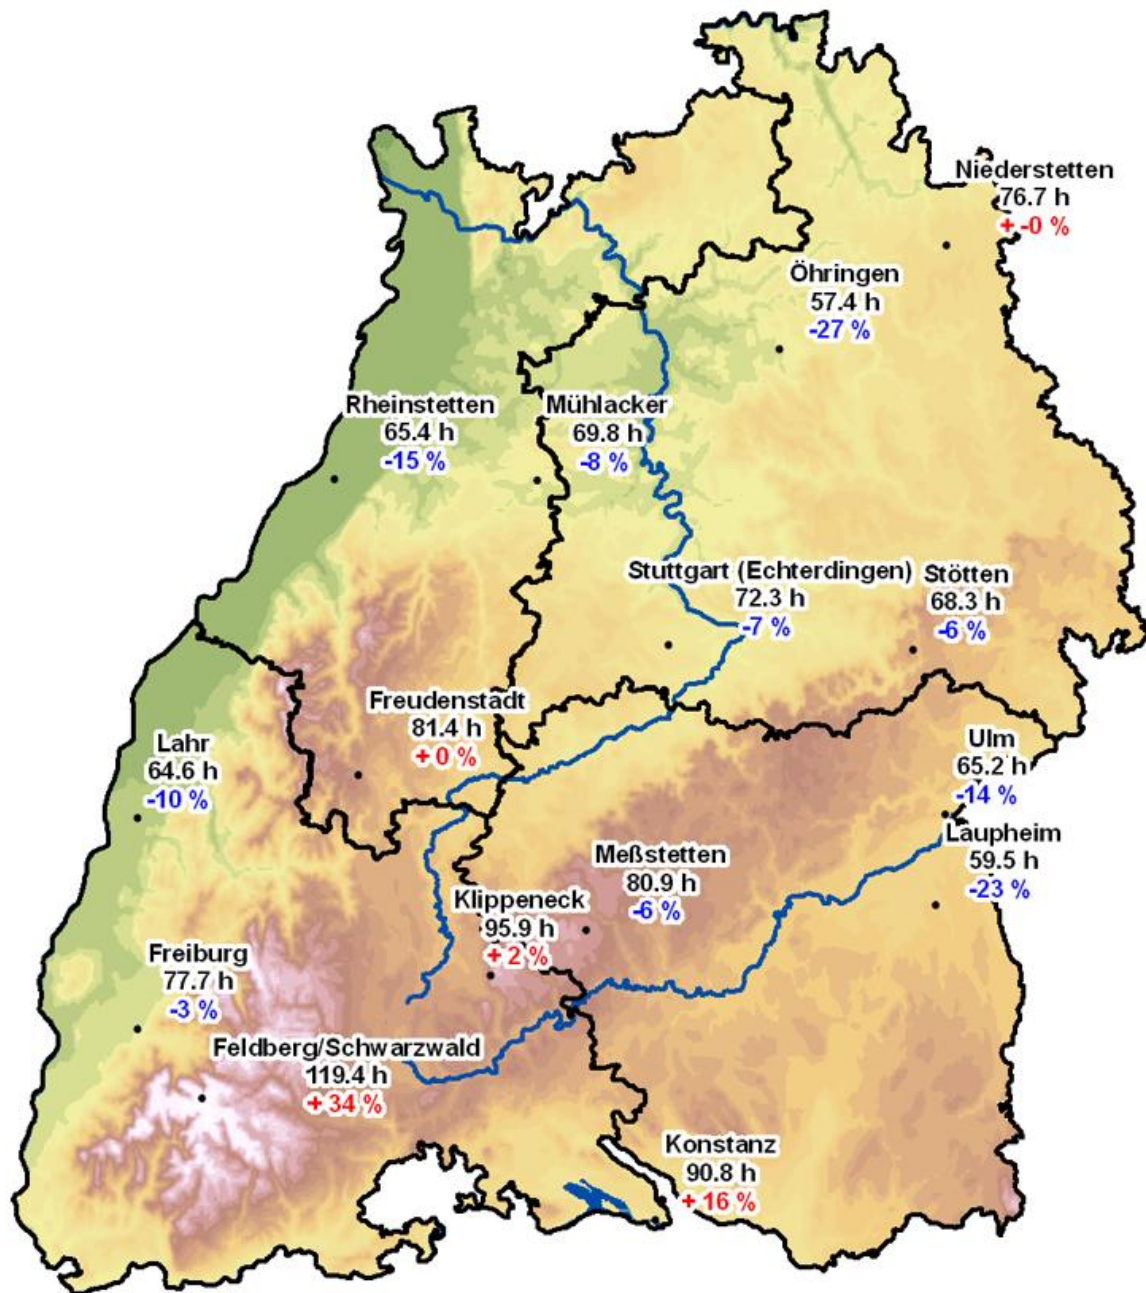 Niederstetten
76.7 h
+ -0 %
Öhringen
57.4 h
-27 %
Rheinstetten
65.4 h
-15 %
Mühlacker
69.8 h
-8 %
Stuttgart (Echterdingen)
72.3 h
-7 %
Stötten
68.3 h
-6 %
Freudenstadt
81.4 h
+ 0 %
Lahr
64.6 h
-10 %
Ulm
65.2 h
-14 %
Laupheim
59.5 h
-23 %
Meßstetten
80.9 h
-6 %
Klippeneck
95.9 h
+ 2 %
Freiburg
77.7 h
-3 %
Feldberg/Schwarzwald
119.4 h
+ 34 %
Konstanz
90.8 h
+ 16 %